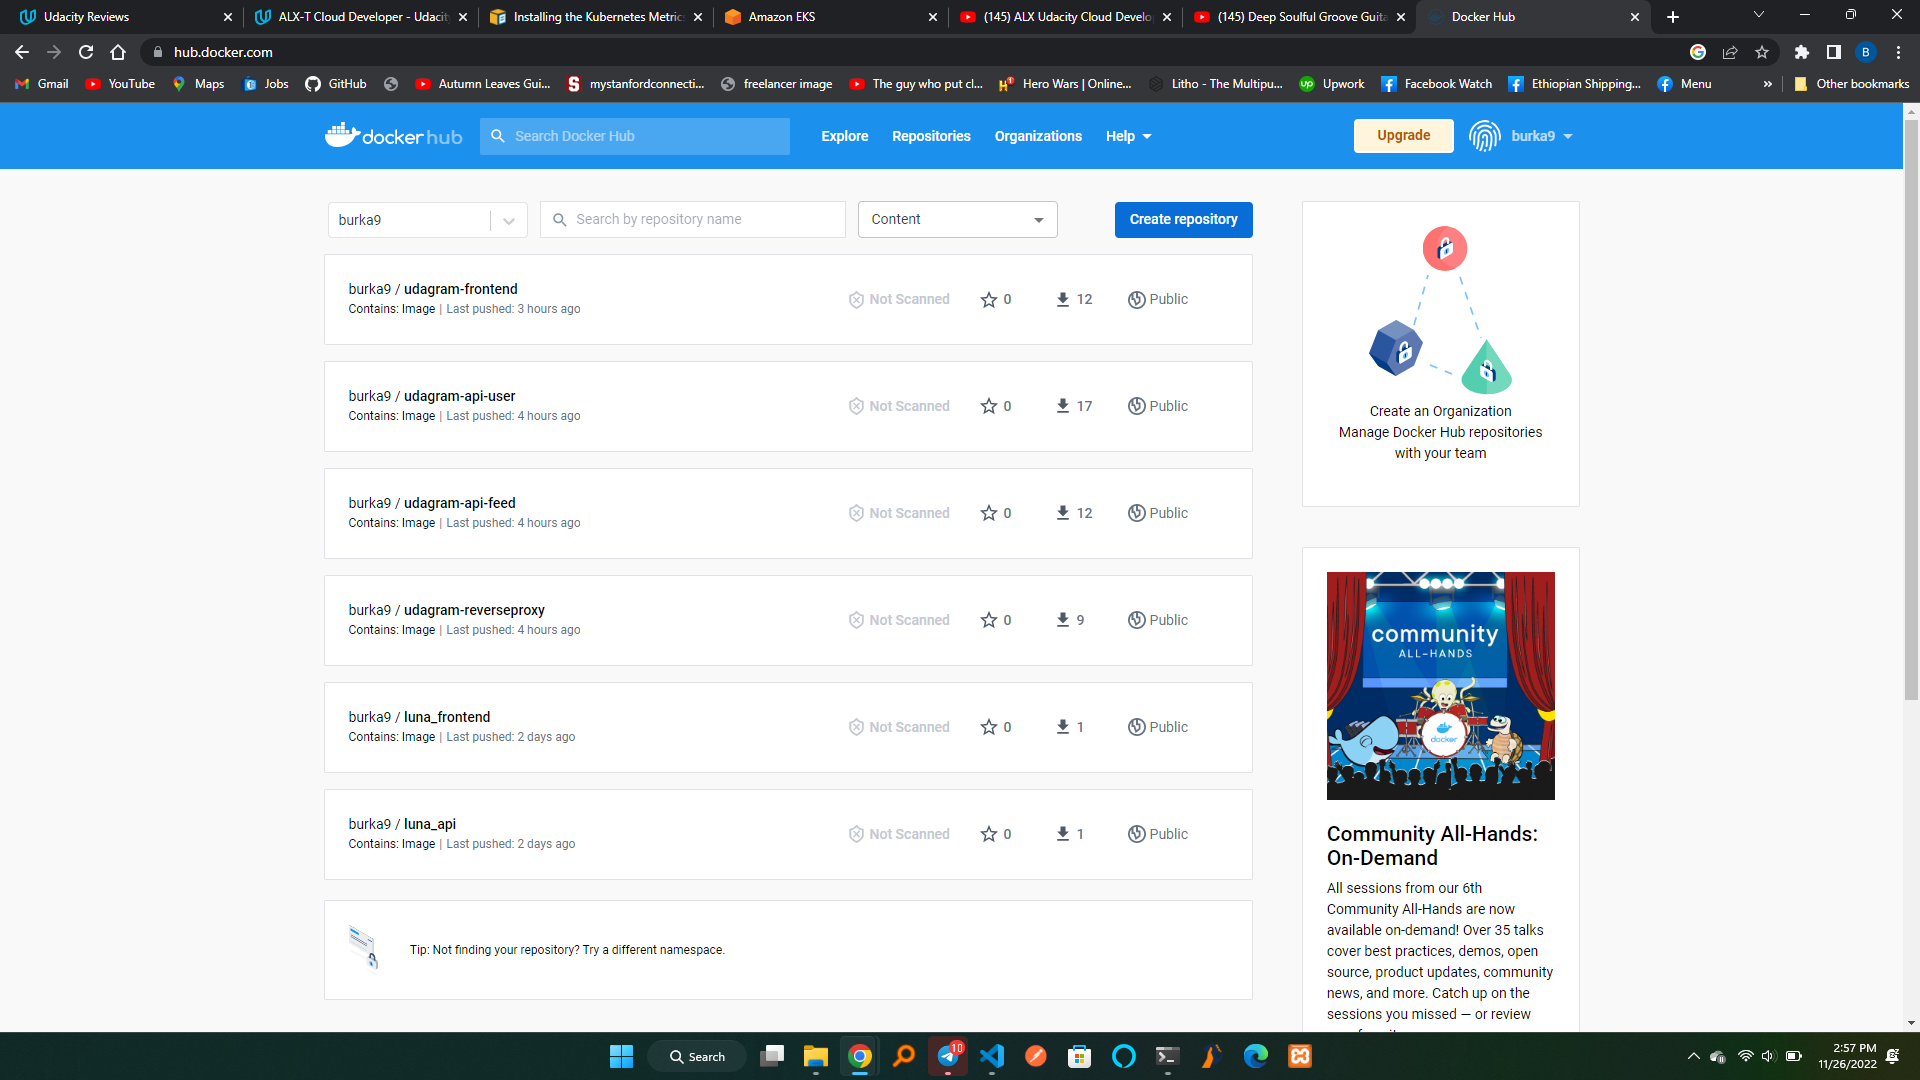 Udacity Reviews
ALX-T Cloud Developer - Udacity
Installing the Kubernetes Metrics
Amazon EKS
(145) ALX Udacity Cloud Develo
(145) Deep Soulful Groove Guita
Docker Hub
hub.docker.com
B
Gmail
YouTube
Maps
Jobs
GitHub
Autumn Leaves Gui...
mystanfordconnecti...
freelancer image
The guy who put cl...
Hero Wars | Online...
Litho - The Multipu...
Upwork
Facebook Watch
Ethiopian Shipping...
Menu
»
Other bookmarks
docker hub
Search Docker Hub
Explore
Repositories
Organizations
Help
Upgrade
burka9
burka9
Search by repository name
Content
Create repository
burka9 / udagram-frontend
Contains: Image | Last pushed: 3 hours ago
Not Scanned
0
12
Public
burka9 / udagram-api-user
Contains: Image | Last pushed: 4 hours ago
Not Scanned
0
17
Public
burka9 / udagram-api-feed
Contains: Image | Last pushed: 4 hours ago
Not Scanned
0
12
Public
burka9 / udagram-reverseproxy
Contains: Image | Last pushed: 4 hours ago
Not Scanned
0
9
Public
burka9 / luna_frontend
Contains: Image | Last pushed: 2 days ago
Not Scanned
0
1
Public
burka9 / luna_api
Contains: Image | Last pushed: 2 days ago
Not Scanned
0
1
Public
Tip: Not finding your repository? Try a different namespace.
Create an Organization
Manage Docker Hub repositories
with your team
community
ALL-HANDS
docker
Community All-Hands:
On-Demand
All sessions from our 6th
Community All-Hands are now
available on-demand! Over 35 talks
cover best practices, demos, open
source, product updates, community
news, and more. Catch up on the
sessions you missed — or review
Search
10
2:57 PM
11/26/2022